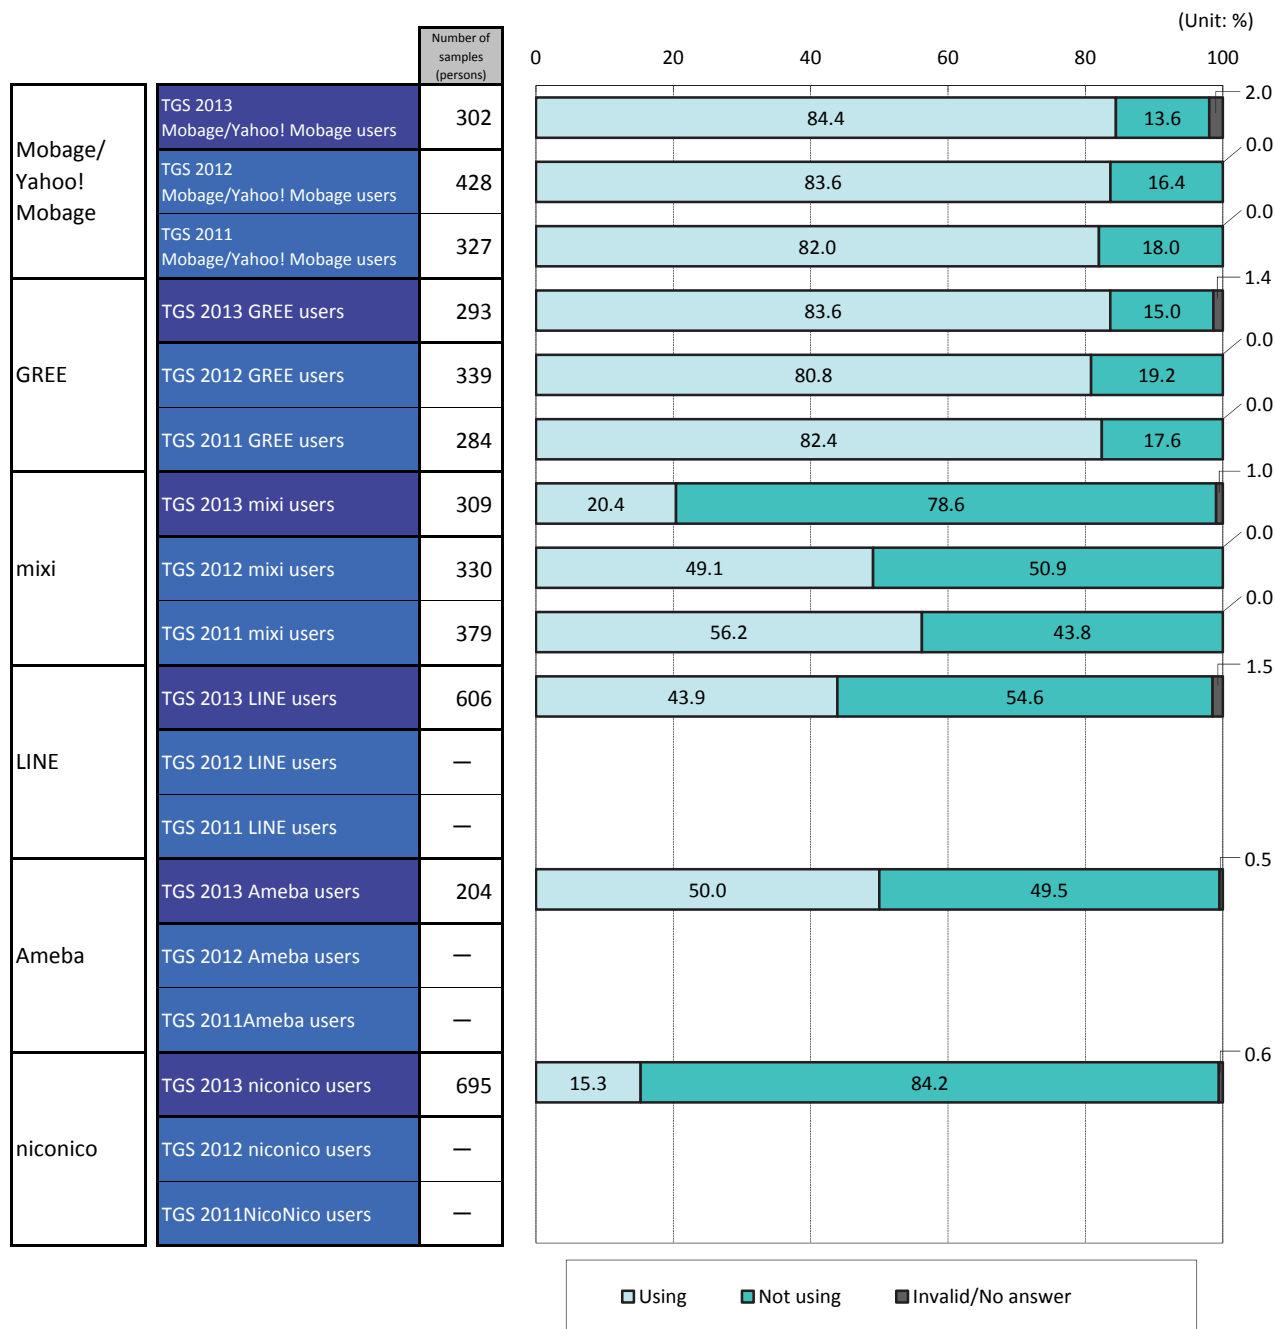 (Unit: %)
Number of
samples
(persons)
0 20 40 60 80 100
Mobage/
Yahoo!
Mobage
TGS 2013
Mobage/Yahoo! Mobage users
302
84.4 13.6 2.0
TGS 2012
Mobage/Yahoo! Mobage users
428
83.6 16.4 0.0
TGS 2011
Mobage/Yahoo! Mobage users
327
82.0 18.0 0.0
GREE
TGS 2013 GREE users 293 83.6 15.0 1.4
TGS 2012 GREE users 339 80.8 19.2 0.0
TGS 2011 GREE users 284 82.4 17.6 0.0
mixi
TGS 2013 mixi users 309 20.4 78.6 1.0
TGS 2012 mixi users 330 49.1 50.9 0.0
TGS 2011 mixi users 379 56.2 43.8 0.0
LINE
TGS 2013 LINE users 606 43.9 54.6 1.5
TGS 2012 LINE users —
TGS 2011 LINE users —
Ameba
TGS 2013 Ameba users 204 50.0 49.5 0.5
TGS 2012 Ameba users —
TGS 2011Ameba users —
niconico
TGS 2013 niconico users 695 15.3 84.2 0.6
TGS 2012 niconico users —
TGS 2011NicoNico users —
Using Not using Invalid/No answer